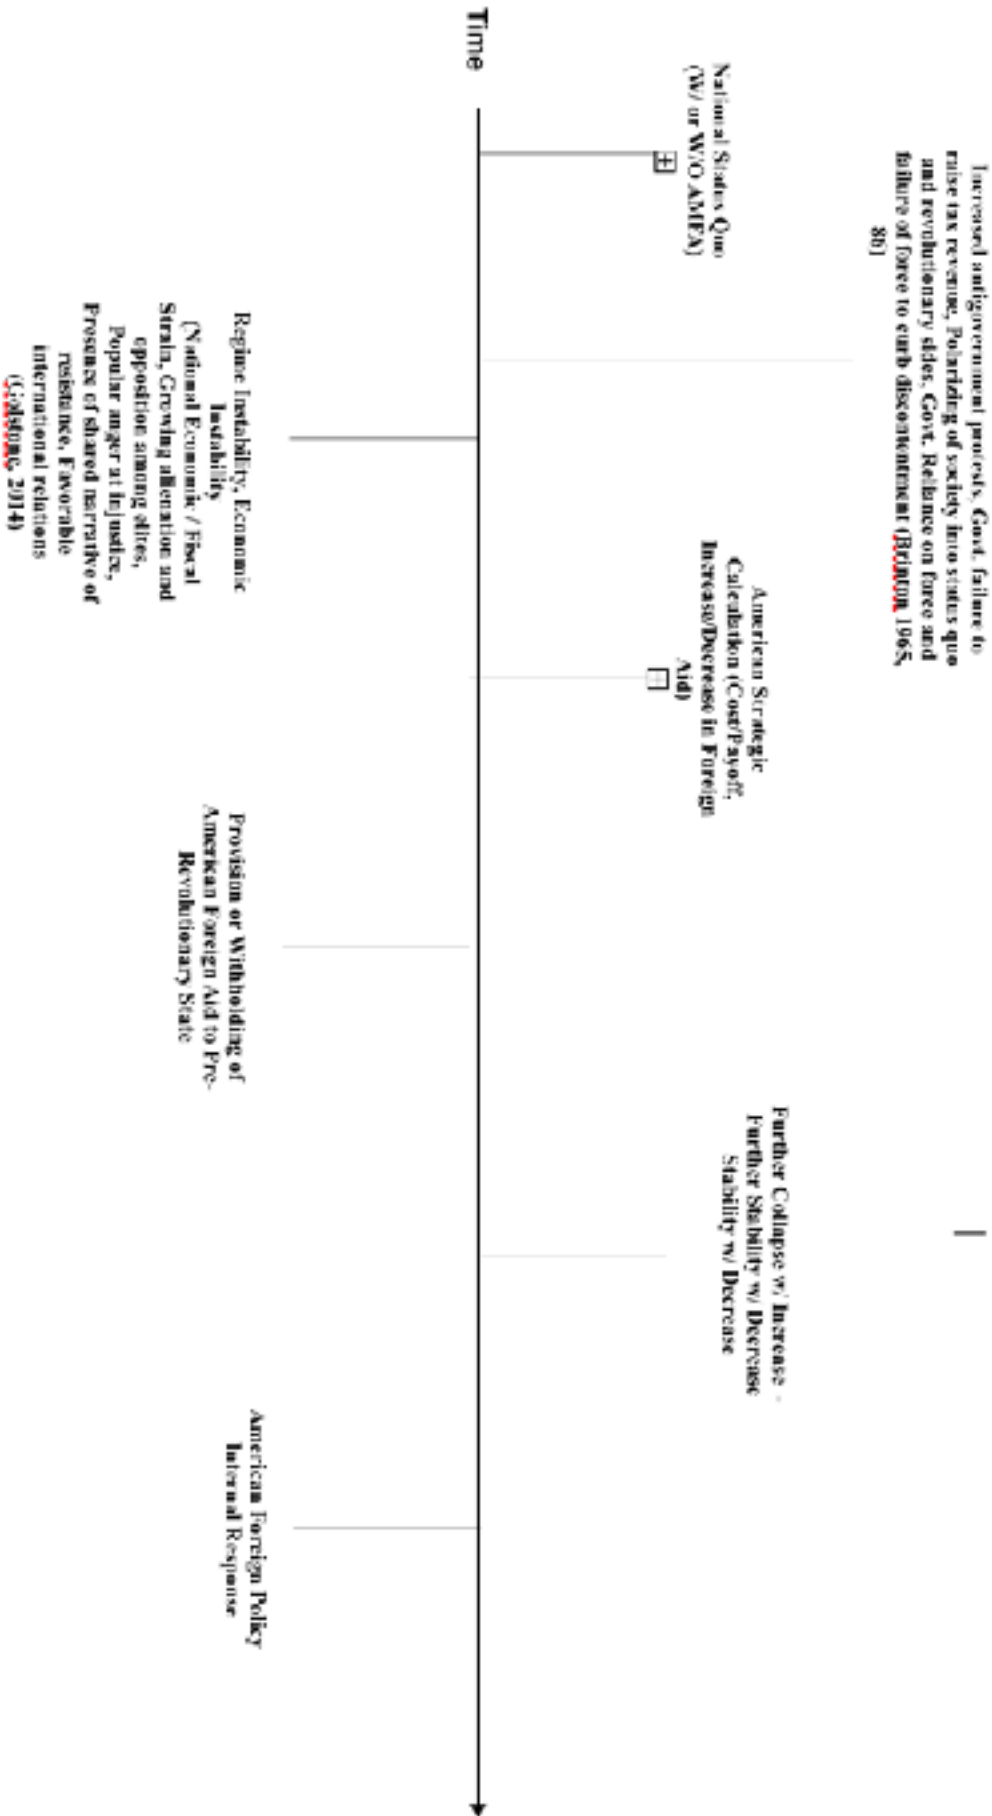 Increased antigovernment protests, Govt. failure to
raise tax revenue, Polarizing of society into status quo
and revolutionary sides, Govt. Reliance on force and
failure of force to curb discontentment (Brinton 1965,
86)
National Status Quo
(W/ or W/O AMFA)
American Strategic
Calculation (Cost/Payoff,
Increase/Decrease in Foreign
Aid)
Further Collapse w/ Increase -
Further Stability w/ Decrease
Stability w/ Decrease
Time
Regime Instability, Economic
Instability
(National Economic / Fiscal
Strain, Growing alienation and
opposition among elites,
Popular anger at injustice,
Presence of shared narrative of
resistance, Favorable
international relations
(Golstone, 2014)
Provision or Withholding of
American Foreign Aid to Pre-
Revolutionary State
American Foreign Policy
Internal Response